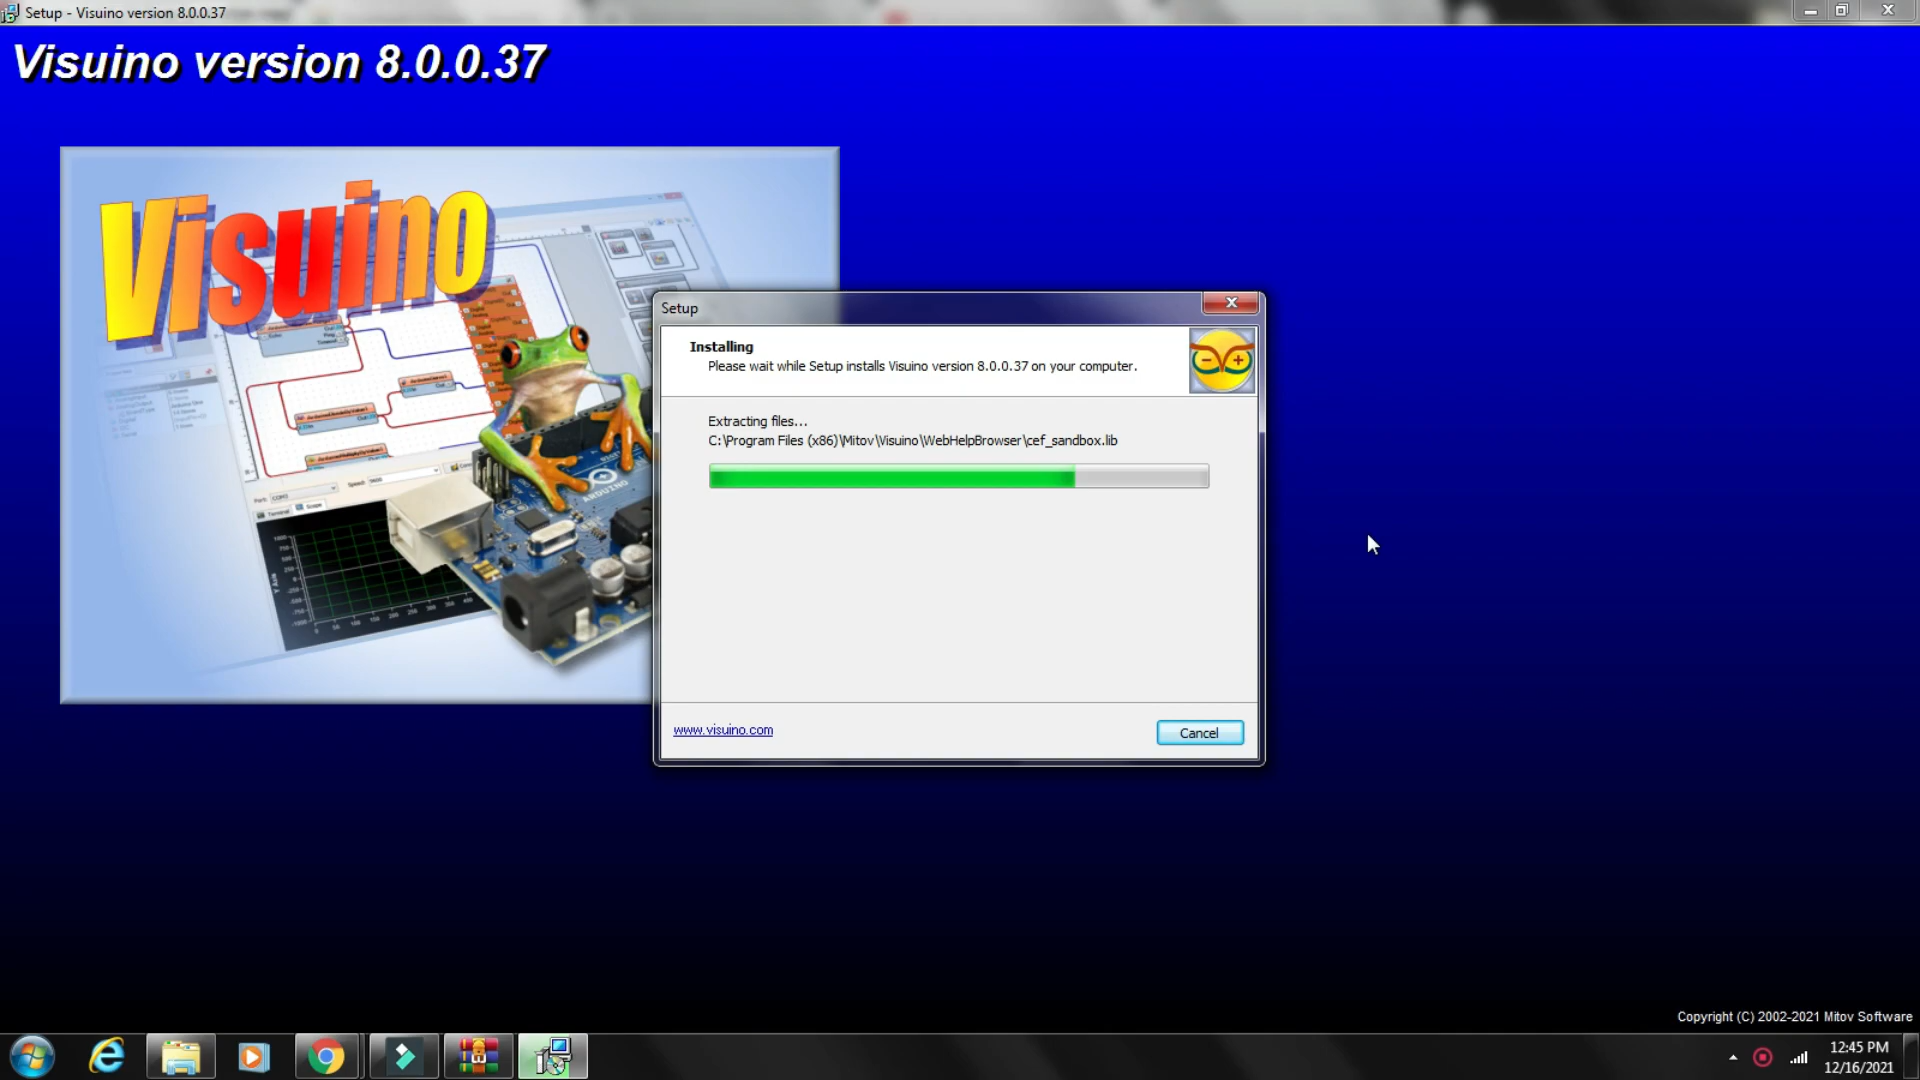 Setup - Visuino version 8.0.0.37
Visuino version 8.0.0.37
Visuino
ARDUINO
Setup
Installing
Please wait while Setup installs Visuino version 8.0.0.37 on your computer.
Extracting files...
C:\Program Files (x86)\Mitov\Visuino\WebHelpBrowser\cef_sandbox.lib
www.visuino.com
Cancel
Copyright (C) 2002-2021 Mitov Software
12:45 PM
12/16/2021